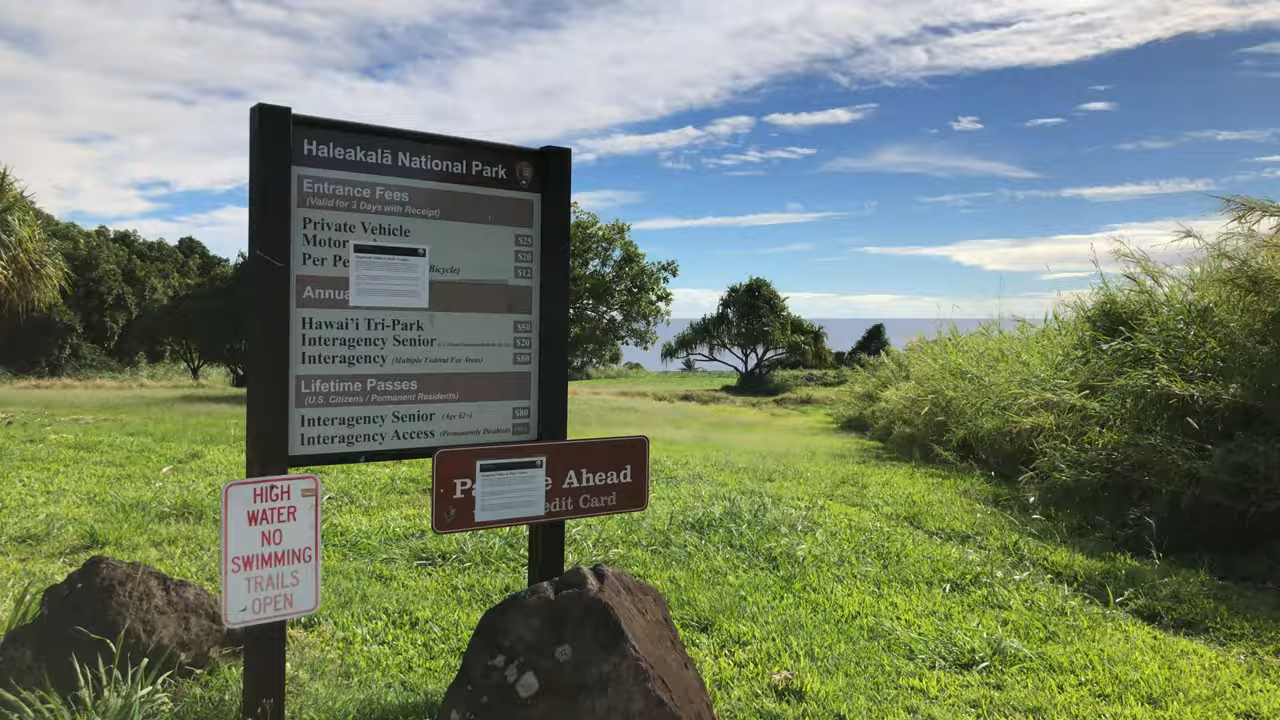 Haleakalā National Park
Entrance Fees
(Valid for 3 Days with Receipt)
Private Vehicle $25
Motor $20
Per Bicycle) $12
Annua
Hawai'i Tri-Park $50
Interagency Senior $20
Interagency (Multiple Federal Fee Areas) $80
Lifetime Passes
(U.S. Citizens / Permanent Residents)
Interagency Senior (Age 62+) $80
Interagency Access (Permanently Disabled)
Ahead
Card
HIGH
WATER
NO
SWIMMING
TRAILS
OPEN